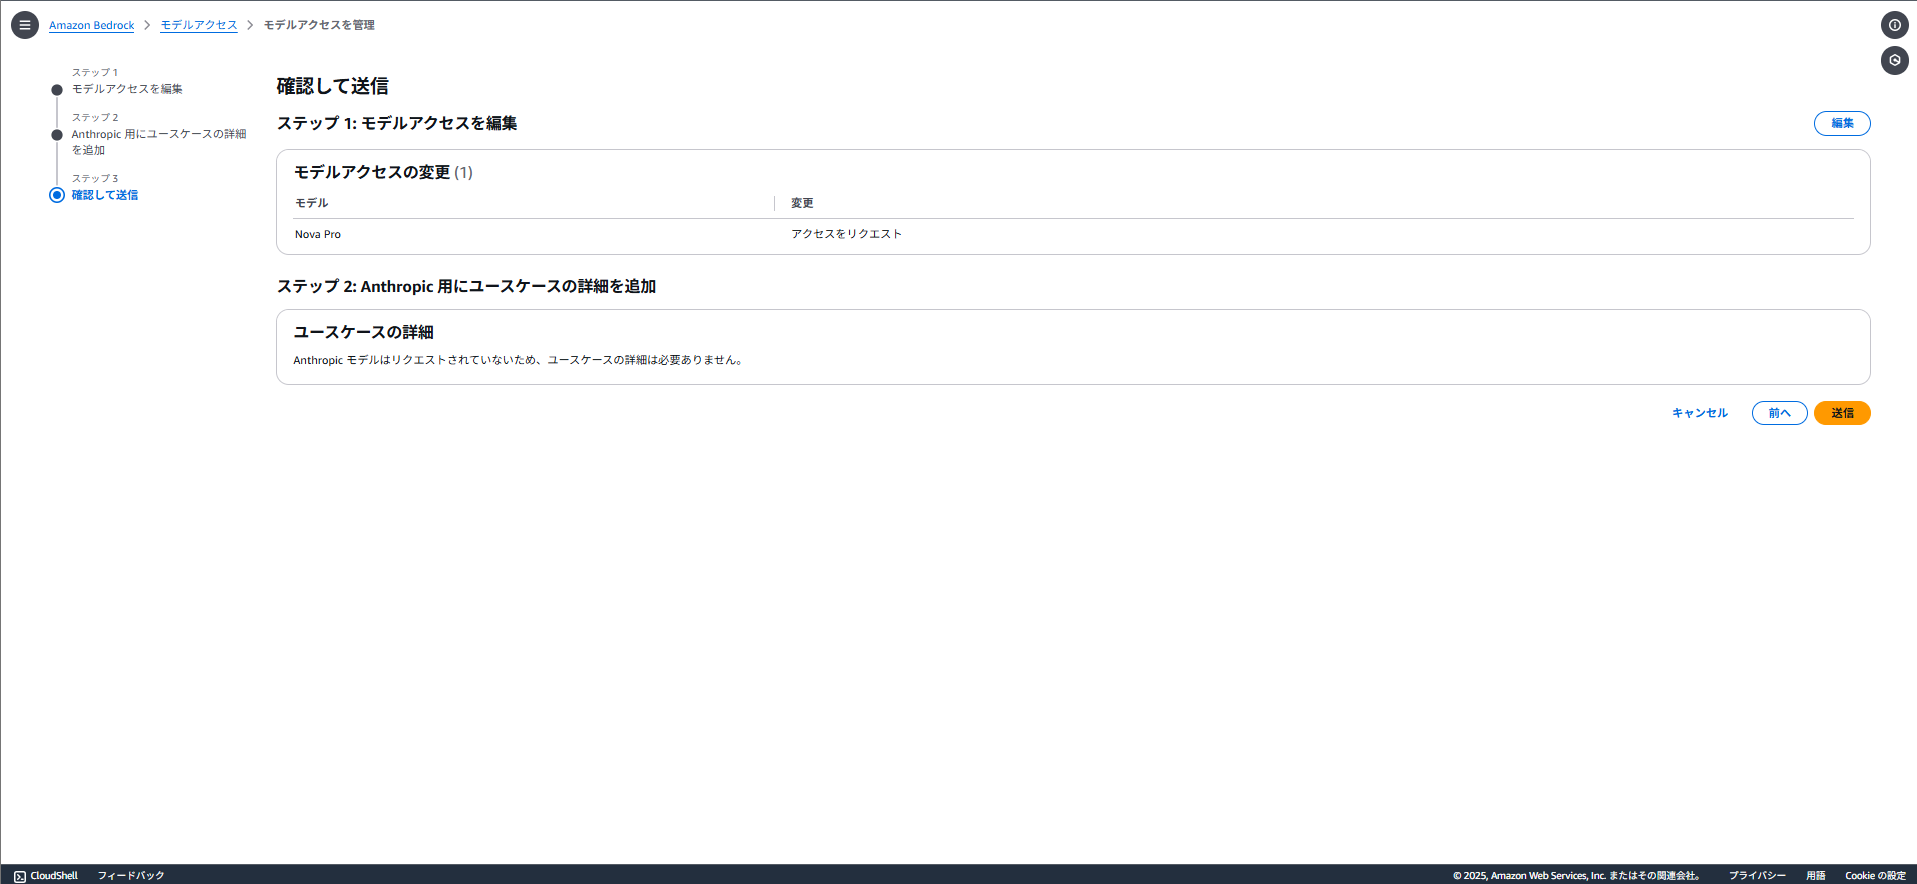 Amazon Bedrock > モデルアクセス > モデルアクセスを管理
ステップ 1
モデルアクセスを編集
ステップ 2
Anthropic 用にユースケースの詳細
を追加
ステップ 3
確認して送信
確認して送信
ステップ 1: モデルアクセスを編集
編集
モデルアクセスの変更 (1)
モデル 変更
Nova Pro アクセスをリクエスト
ステップ 2: Anthropic 用にユースケースの詳細を追加
ユースケースの詳細
Anthropic モデルはリクエストされていないため、ユースケースの詳細は必要ありません。
キャンセル 前へ 送信
CloudShell フィードバック © 2025, Amazon Web Services, Inc. またはその関連会社。 プライバシー 用語 Cookie の設定